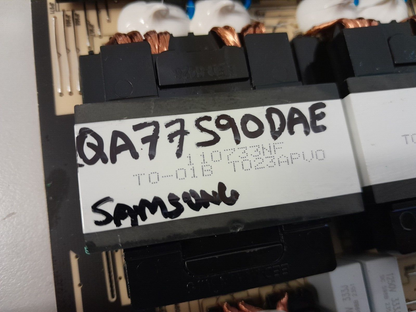 QA77S90DAE
110733NF
TO-01B T023APV0
SAMSUNG